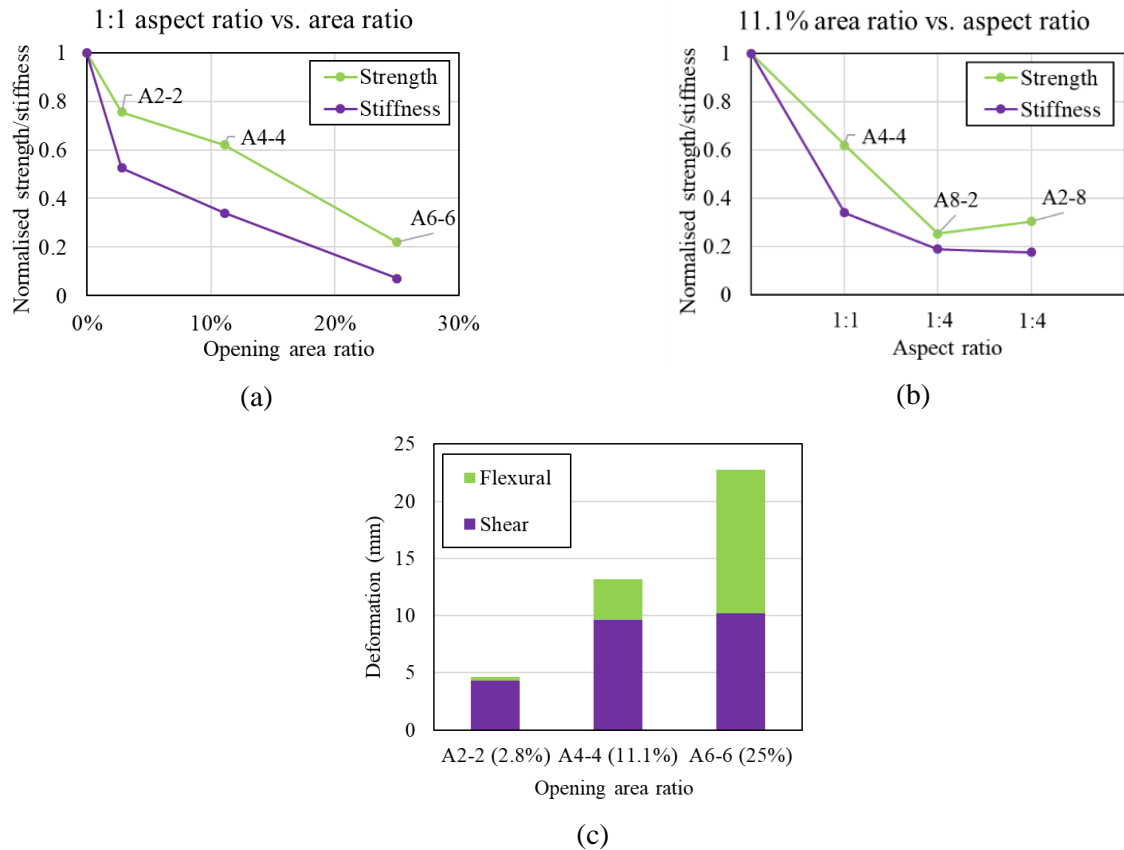 1:1 aspect ratio vs. area ratio
Normalised strength/stiffness
1
0.8
0.6
0.4
0.2
0
Strength
Stiffness
A2-2
A4-4
A6-6
0%
10%
20%
30%
Opening area ratio
(a)
11.1% area ratio vs. aspect ratio
Normalised strength/stiffness
1
0.8
0.6
0.4
0.2
0
Strength
Stiffness
A4-4
A8-2
A2-8
1:1
1:4
1:4
Aspect ratio
(b)
Deformation (mm)
25
20
15
10
5
0
Flexural
Shear
A2-2 (2.8%)
A4-4 (11.1%)
A6-6 (25%)
Opening area ratio
(c)